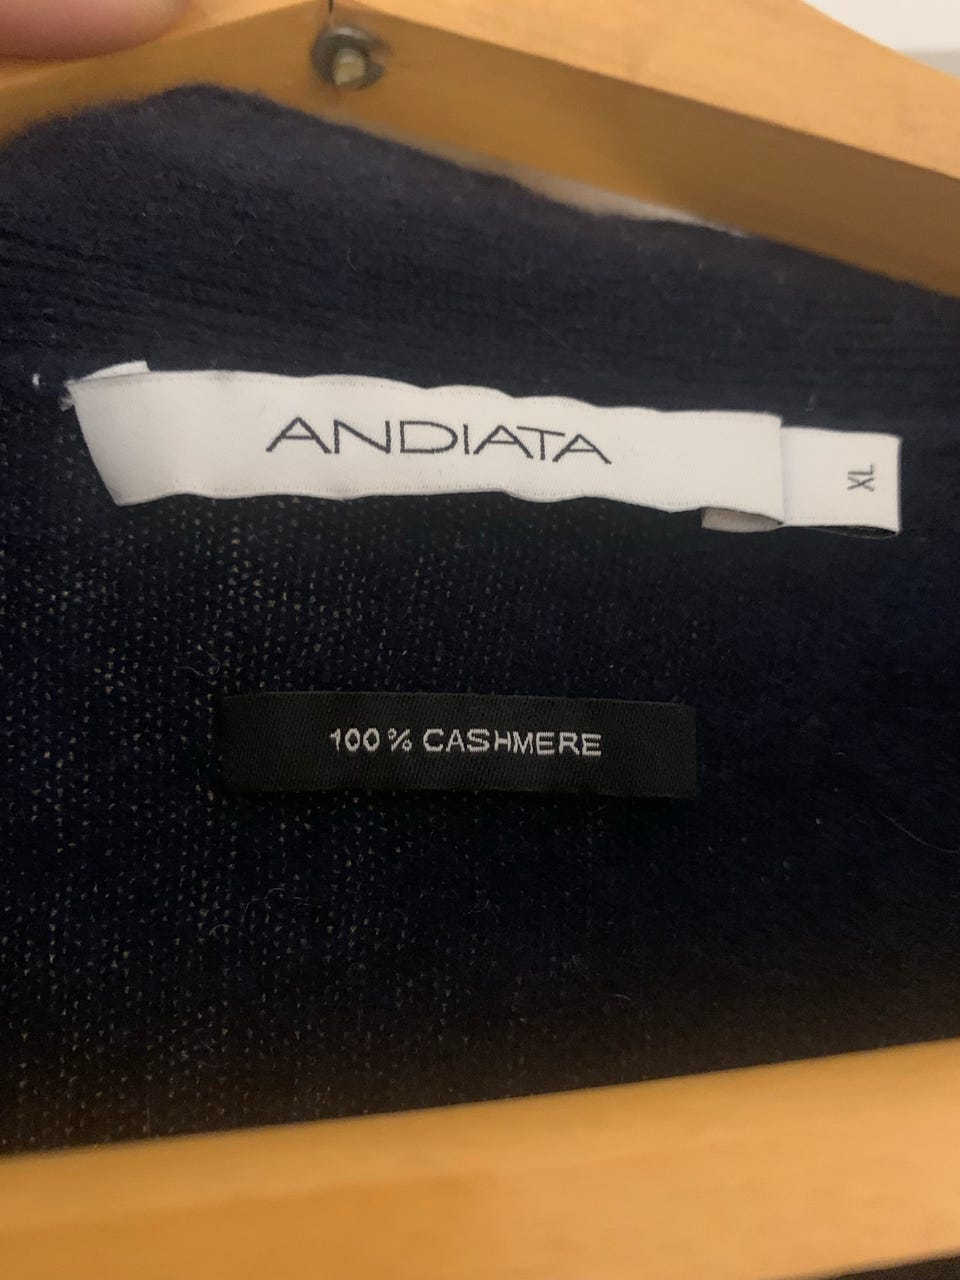 ANDIATA
XL
100 % CASHMERE